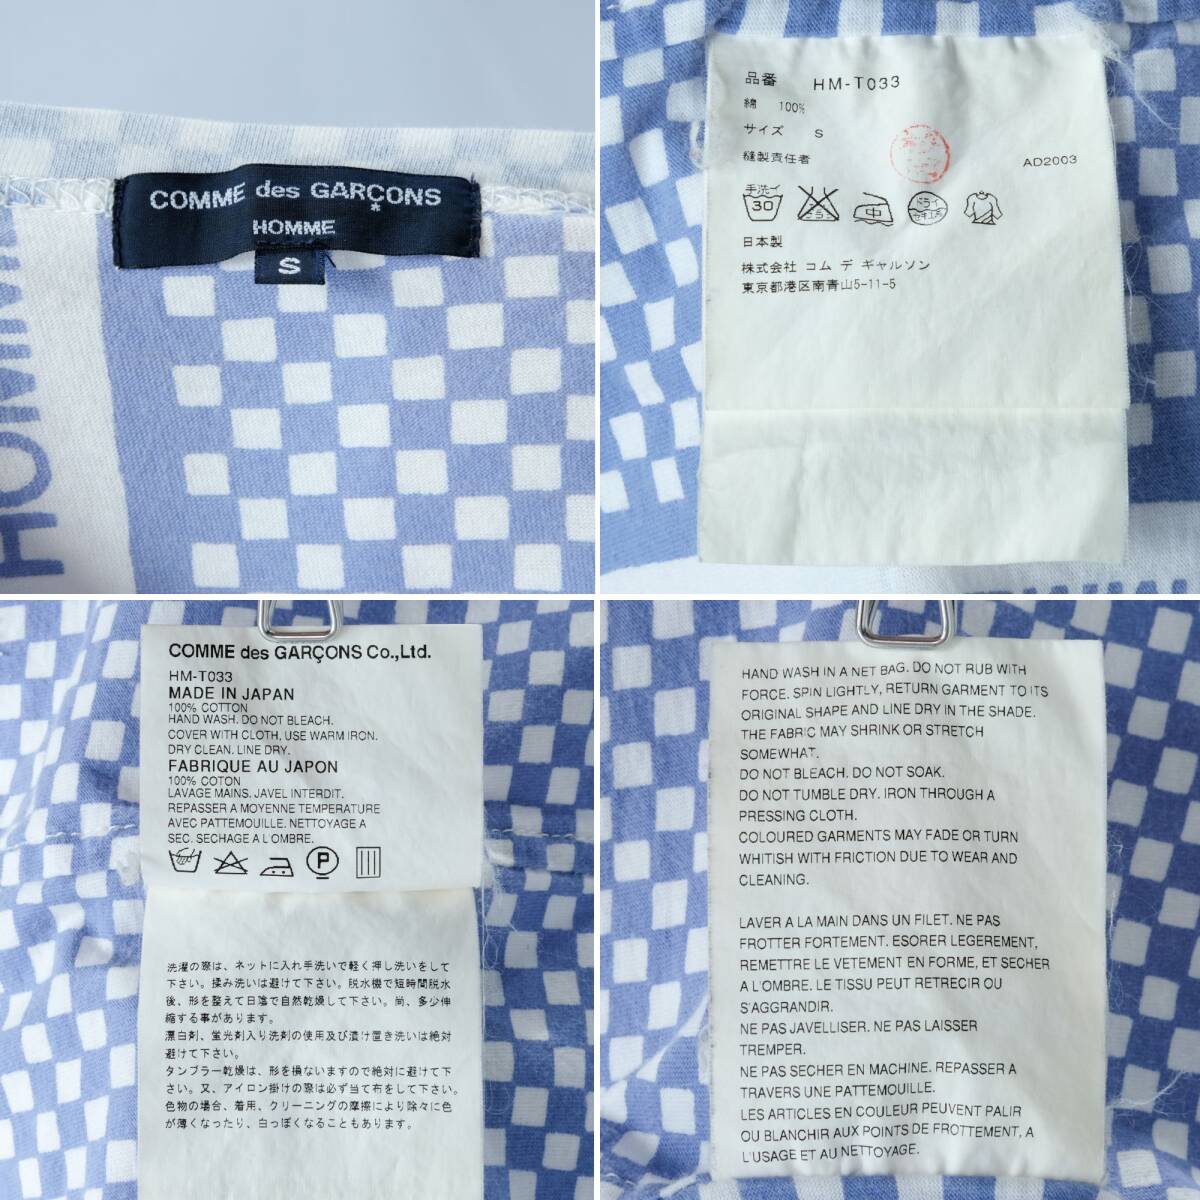 COMME des GARÇONS
HOMME
S
品番 HM-T033
綿 100%
サイズ S
縫製責任者
AD2003
手洗イ
30
中
ドライ
日本製
株式会社 コム デ ギャルソン
東京都港区南青山5-11-5
COMME des GARÇONS Co.,Ltd.
HM-T033
MADE IN JAPAN
100% COTTON
HAND WASH. DO NOT BLEACH.
COVER WITH CLOTH. USE WARM IRON.
DRY CLEAN. LINE DRY.
FABRIQUE AU JAPON
100% COTON
LAVAGE MAINS. JAVEL INTERDIT.
REPASSER A MOYENNE TEMPERATURE
AVEC PATTEMOUILLE. NETTOYAGE A
SEC. SECHAGE A L'OMBRE.
P
洗濯の際は、ネットに入れ手洗いで軽く押し洗いをして
下さい。揉み洗いは避けて下さい。脱水機で短時間脱水
後、形を整えて日陰で自然乾燥して下さい。尚、多少伸
縮する事があります。
漂白剤、蛍光剤入り洗剤の使用及び漬け置き洗いは絶対
避けて下さい。
タンブラー乾燥は、形を損ないますので絶対に避けて下
さい。又、アイロン掛けの際は必ず当て布をして下さい。
色物の場合、着用、クリーニングの摩擦により除々に色
が薄くなったり、白っぽくなることもあります。
HAND WASH IN A NET BAG. DO NOT RUB WITH
FORCE. SPIN LIGHTLY, RETURN GARMENT TO ITS
ORIGINAL SHAPE AND LINE DRY IN THE SHADE.
THE FABRIC MAY SHRINK OR STRETCH
SOMEWHAT.
DO NOT BLEACH. DO NOT SOAK.
DO NOT TUMBLE DRY. IRON THROUGH A
PRESSING CLOTH.
COLOURED GARMENTS MAY FADE OR TURN
WHITISH WITH FRICTION DUE TO WEAR AND
CLEANING.
LAVER A LA MAIN DANS UN FILET. NE PAS
FROTTER FORTEMENT. ESORER LEGEREMENT,
REMETTRE LE VETEMENT EN FORME, ET SECHER
A L'OMBRE. LE TISSU PEUT RETRECIR OU
S'AGGRANDIR.
NE PAS JAVELLISER. NE PAS LAISSER
TREMPER.
NE PAS SECHER EN MACHINE. REPASSER A
TRAVERS UNE PATTEMOUILLE.
LES ARTICLES EN COULEUR PEUVENT PALIR
OU BLANCHIR AUX POINTS DE FROTTEMENT, A
L'USAGE ET AU NETTOYAGE.